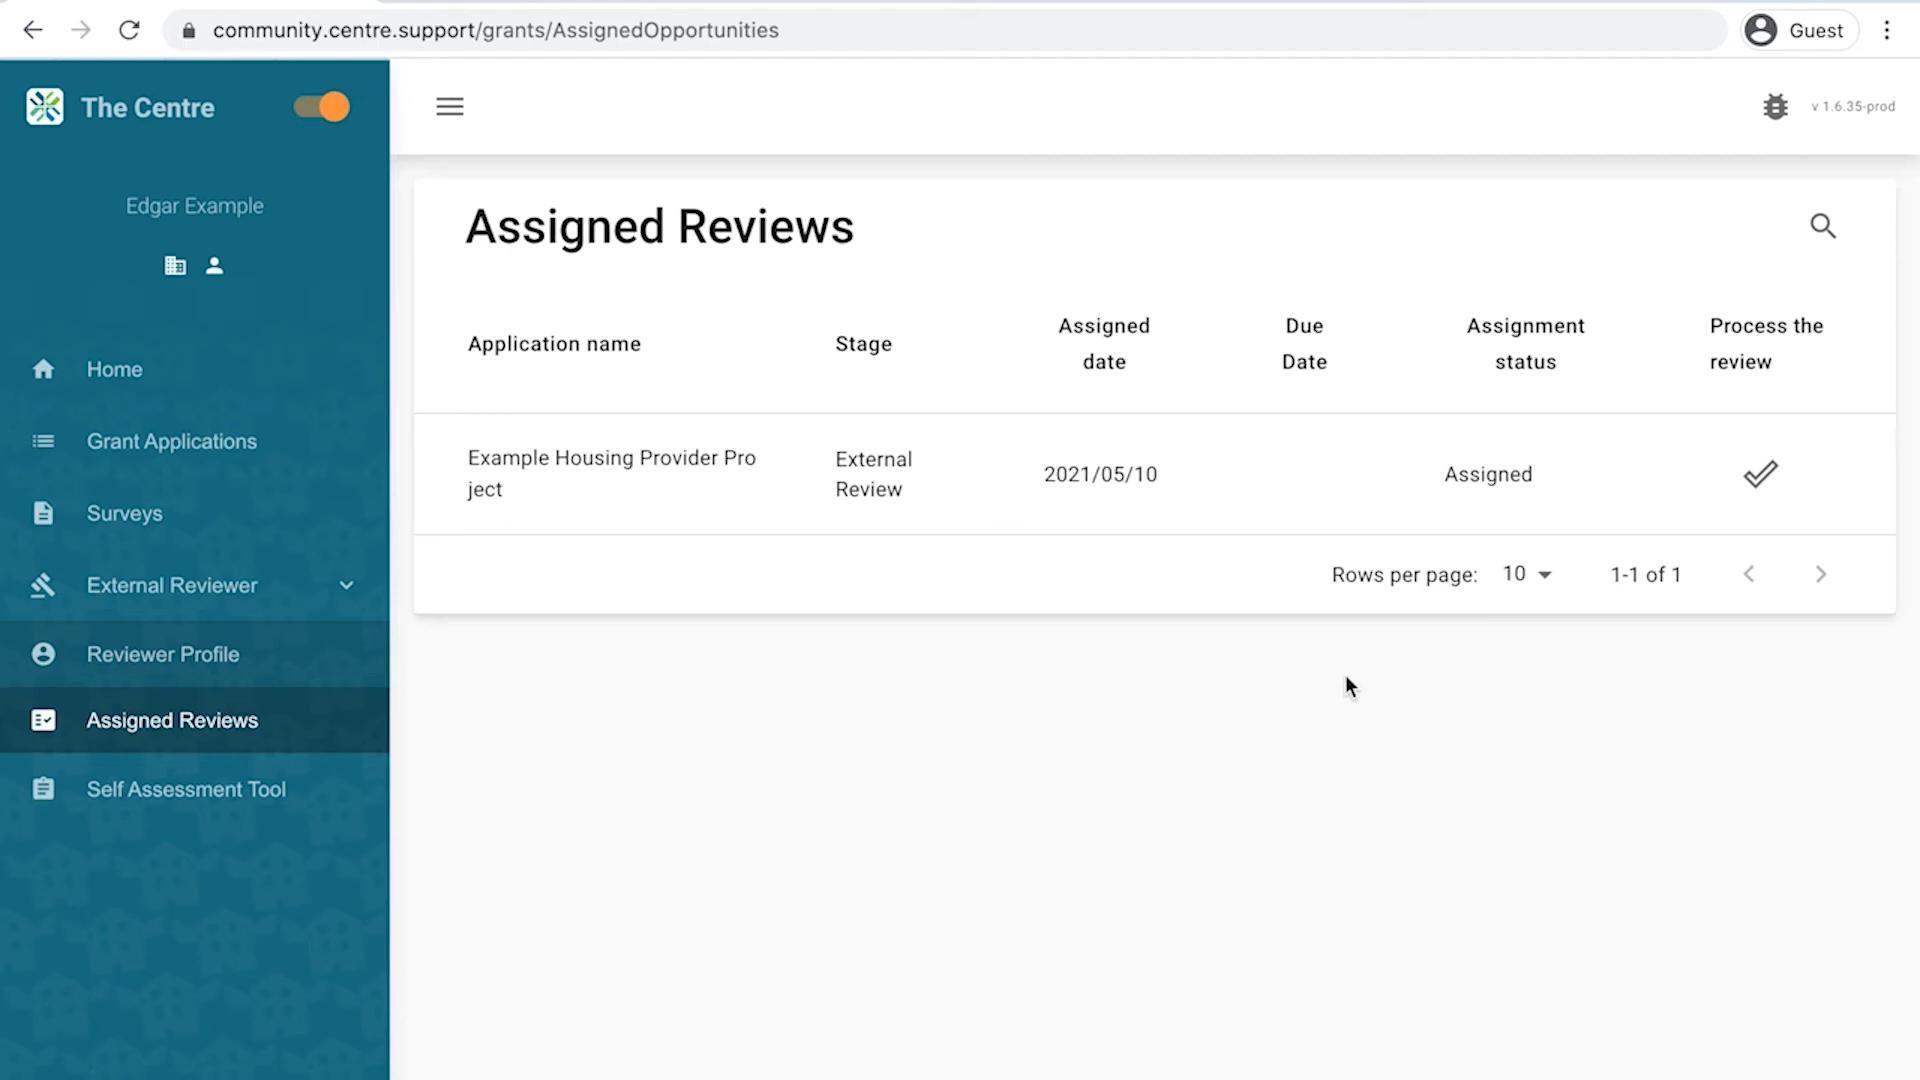 community.centre.support/grants/AssignedOpportunities
Guest
The Centre
v 1.6.35-prod
Edgar Example
Home
Grant Applications
Surveys
External Reviewer
Reviewer Profile
Assigned Reviews
Self Assessment Tool
Assigned Reviews
Application name
Stage
Assigned
date
Due
Date
Assignment
status
Process the
review
Example Housing Provider Pro
ject
External
Review
2021/05/10
Assigned
Rows per page: 10
1-1 of 1